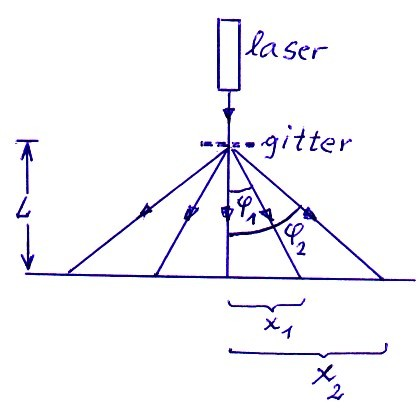 laser
gitter
L
φ1
φ2
x1
x2